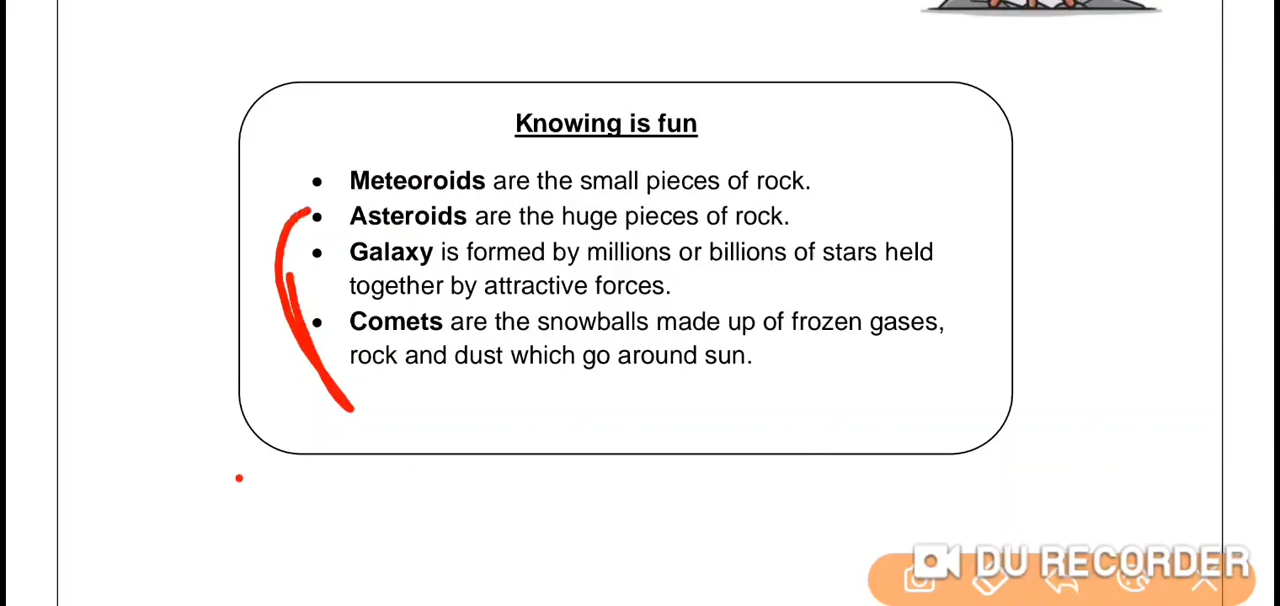 Knowing is fun
• Meteoroids are the small pieces of rock.
• Asteroids are the huge pieces of rock.
• Galaxy is formed by millions or billions of stars held
together by attractive forces.
• Comets are the snowballs made up of frozen gases,
rock and dust which go around sun.
DU RECORDER